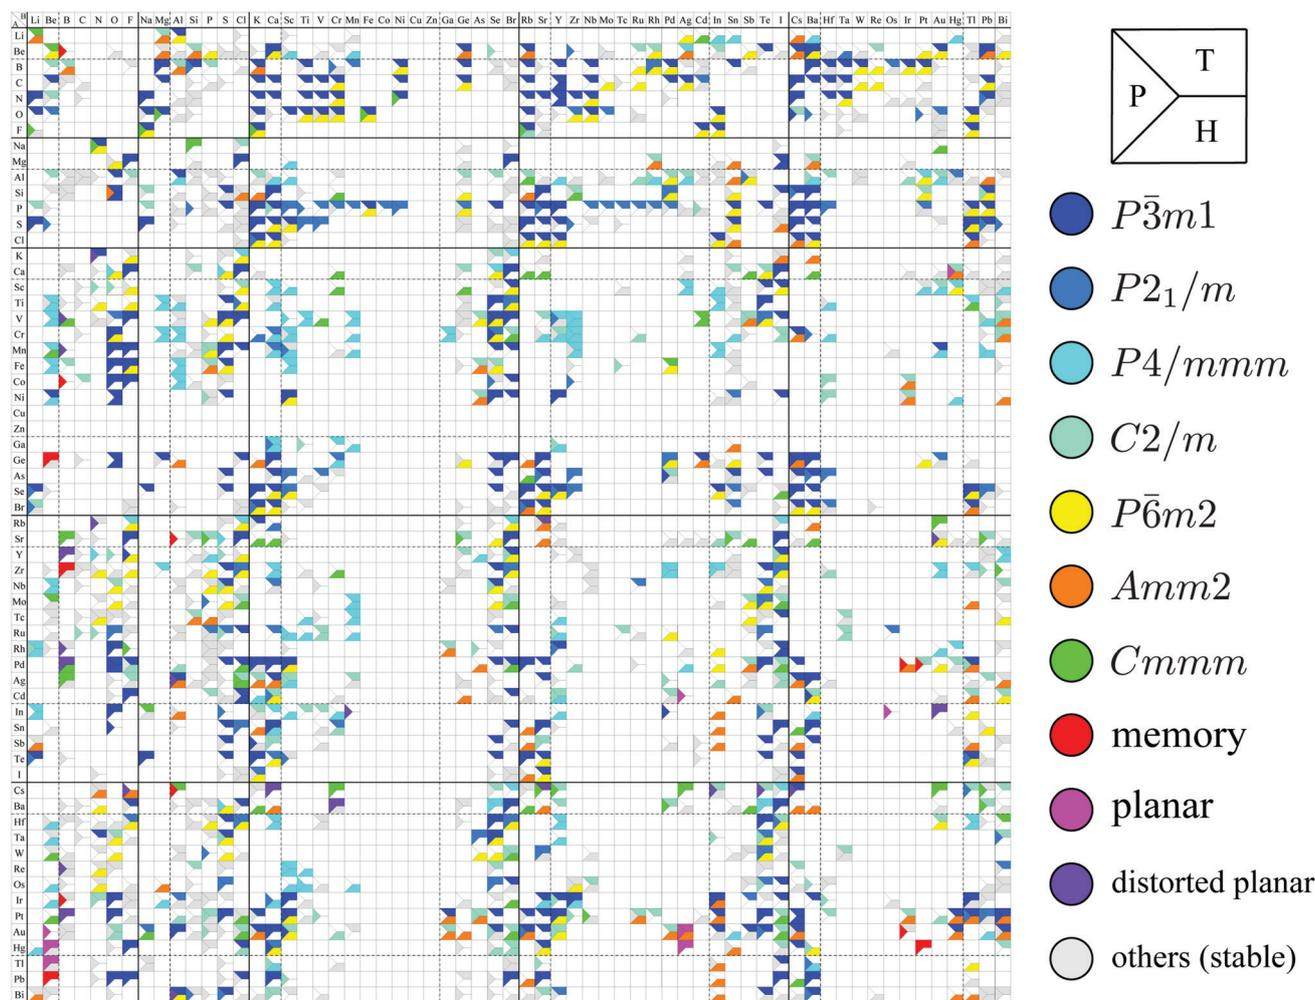 B
A
Li Be B C N O F Na Mg Al Si P S Cl K Ca Sc Ti V Cr Mn Fe Co Ni Cu Zn Ga Ge As Se Br Rb Sr Y Zr Nb Mo Tc Ru Rh Pd Ag Cd In Sn Sb Te I Cs Ba Hf Ta W Re Os Ir Pt Au Hg Tl Pb Bi
Li
Be
B
C
N
O
F
Na
Mg
Al
Si
P
S
Cl
K
Ca
Sc
Ti
V
Cr
Mn
Fe
Co
Ni
Cu
Zn
Ga
Ge
As
Se
Br
Rb
Sr
Y
Zr
Nb
Mo
Tc
Ru
Rh
Pd
Ag
Cd
In
Sn
Sb
Te
I
Cs
Ba
Hf
Ta
W
Re
Os
Ir
Pt
Au
Hg
Tl
Pb
Bi
T
P
H
P3̄m1
P2₁/m
P4/mmm
C2/m
P6̄m2
Amm2
Cmmm
memory
planar
distorted planar
others (stable)